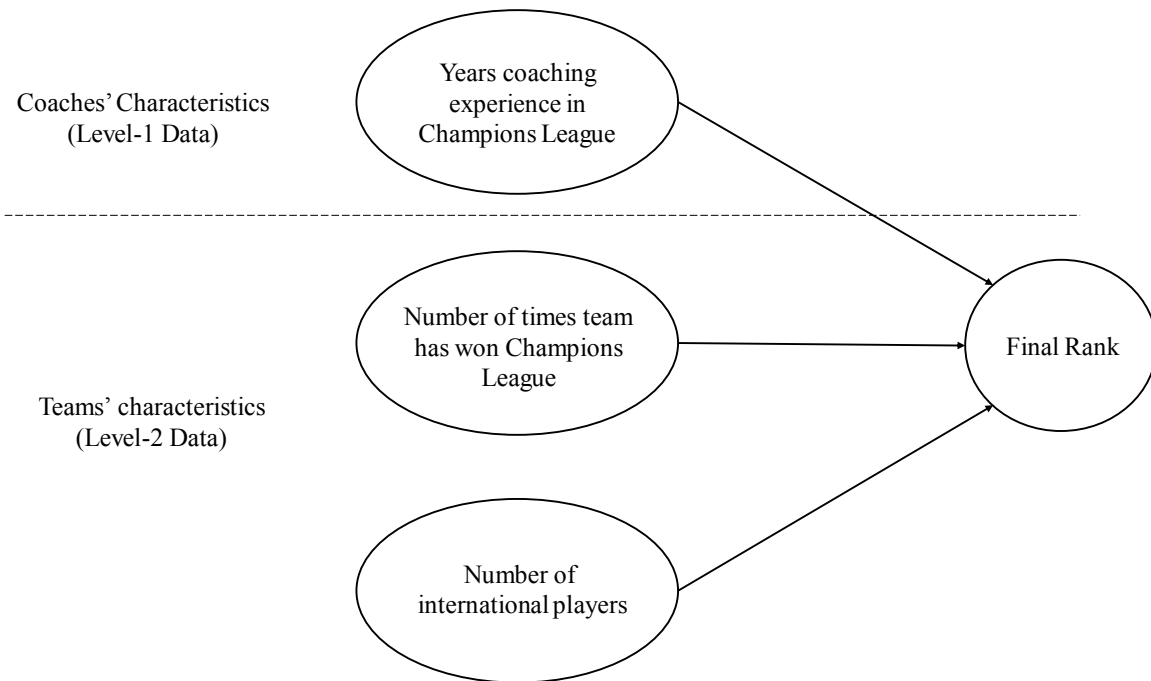 Coaches' Characteristics
(Level-1 Data)
Years coaching
experience in
Champions League
Teams' characteristics
(Level-2 Data)
Number of times team
has won Champions
League
Number of
international players
Final Rank